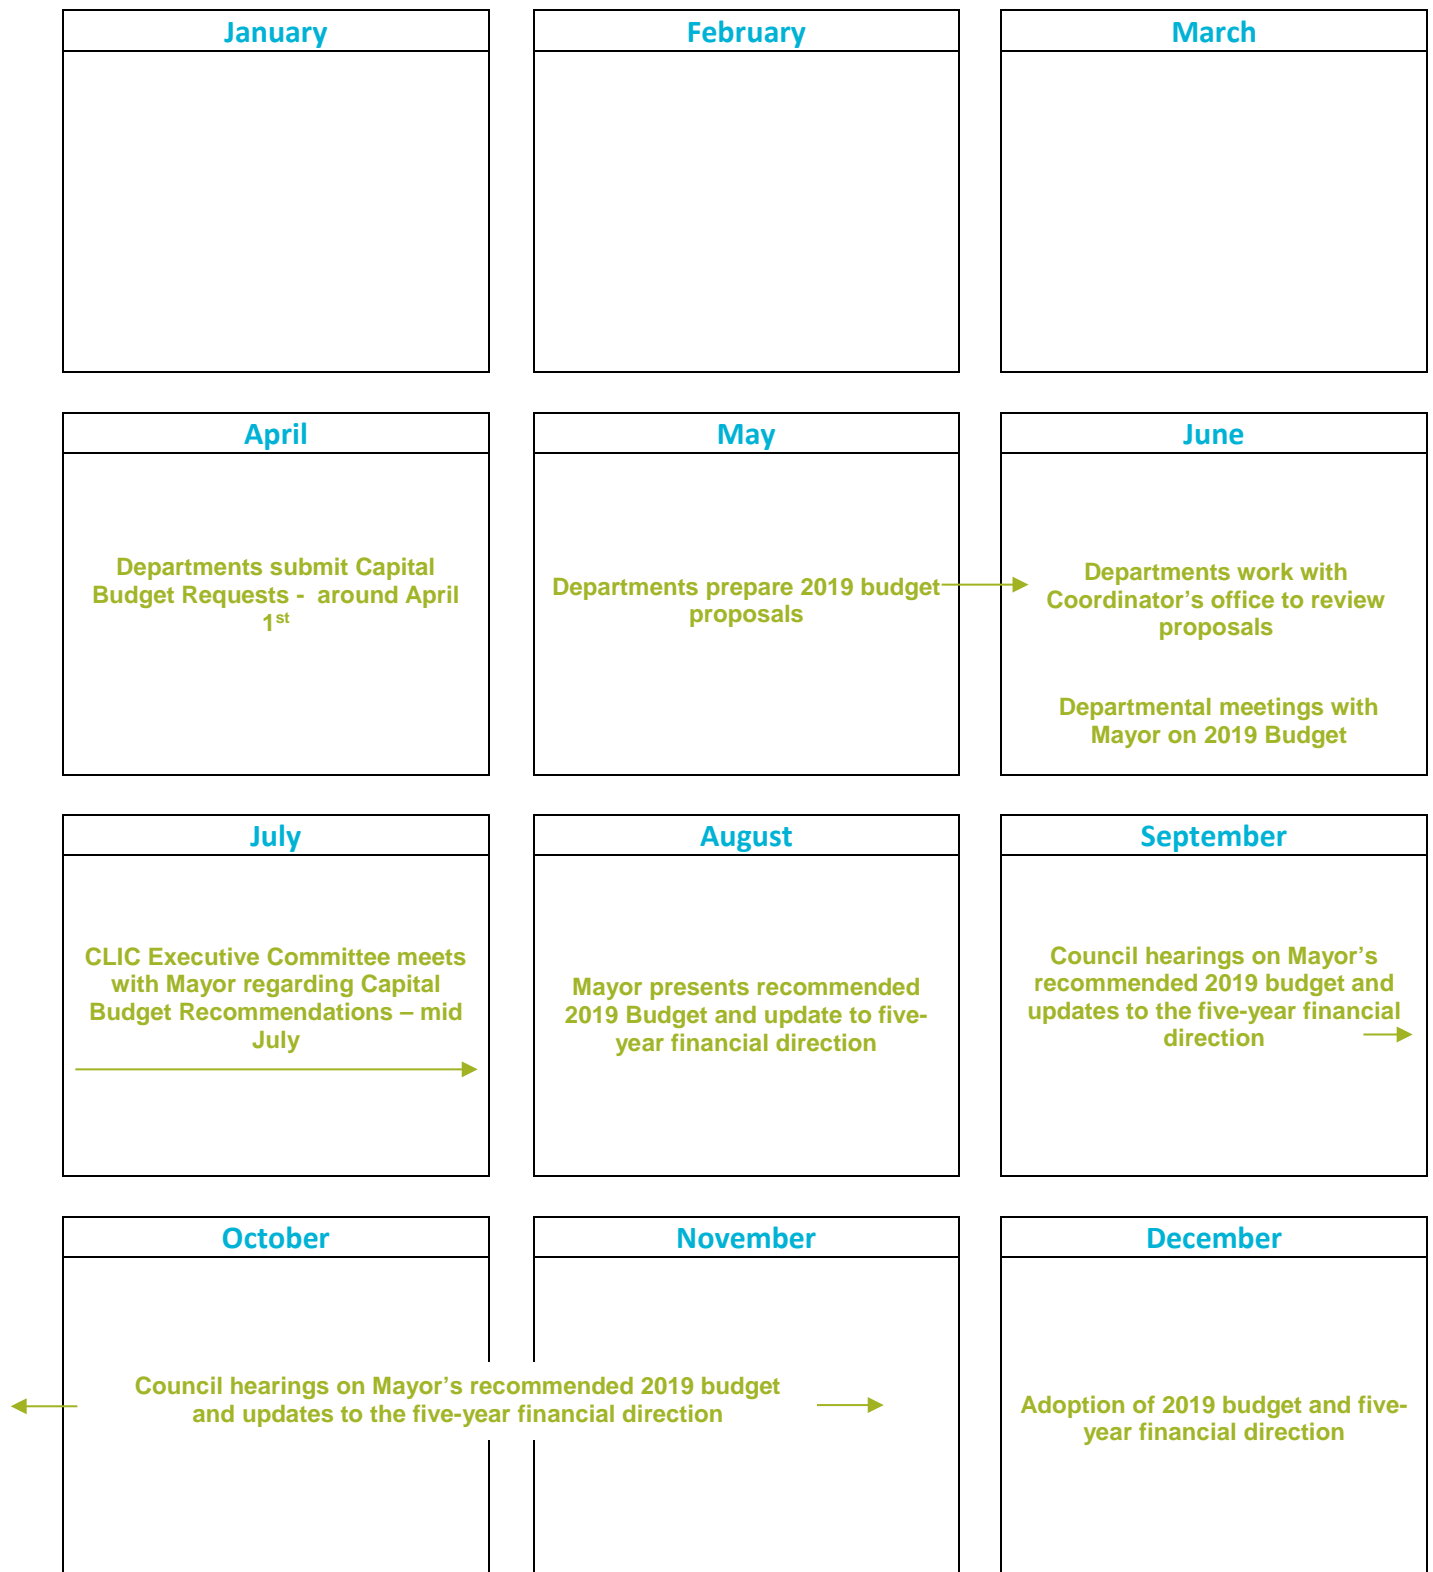 January
February
March
April
May
June
Departments submit Capital
Budget Requests -  around April
1st
Departments prepare 2019 budget
proposals
Departments work with
Coordinator’s office to review
proposals
Departmental meetings with
Mayor on 2019 Budget
July
August
September
CLIC Executive Committee meets
with Mayor regarding Capital
Budget Recommendations – mid
July
Mayor presents recommended
2019 Budget and update to five-
year financial direction
Council hearings on Mayor’s
recommended 2019 budget and
updates to the five-year financial
direction
October
November
December
Council hearings on Mayor’s recommended 2019 budget
and updates to the five-year financial direction
Adoption of 2019 budget and five-
year financial direction